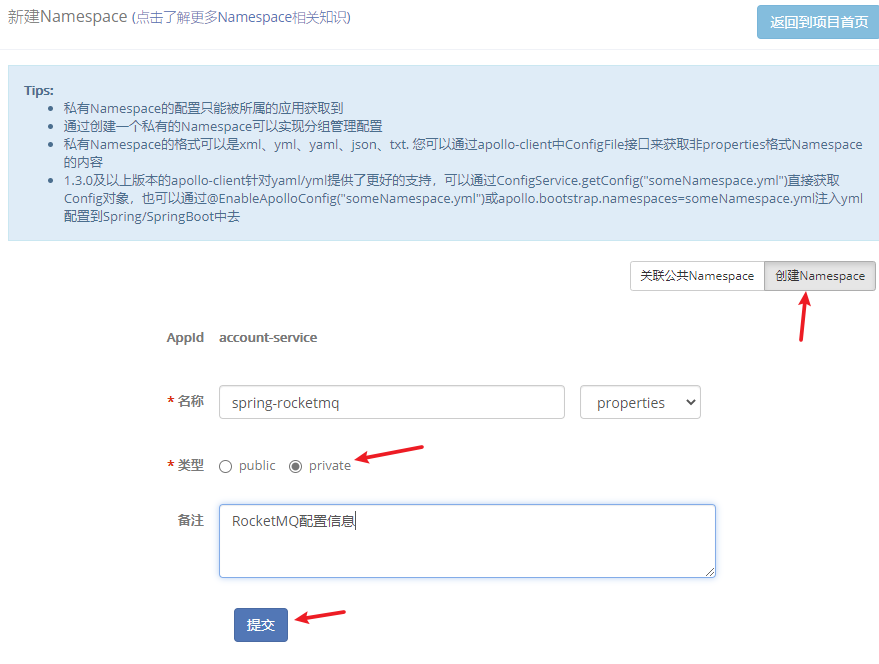 新建Namespace (点击了解更多Namespace相关知识)
返回到项目首页
Tips:
私有Namespace的配置只能被所属的应用获取到
通过创建一个私有的Namespace可以实现分组管理配置
私有Namespace的格式可以是xml、yml、yaml、json、txt. 您可以通过apollo-client中ConfigFile接口来获取非properties格式Namespace
的内容
1.3.0及以上版本的apollo-client针对yaml/yml提供了更好的支持，可以通过ConfigService.getConfig("someNamespace.yml")直接获取
Config对象，也可以通过@EnableApolloConfig("someNamespace.yml")或apollo.bootstrap.namespaces=someNamespace.yml注入yml
配置到Spring/SpringBoot中去
关联公共Namespace 创建Namespace
AppId account-service
* 名称 spring-rocketmq properties
* 类型 public private
备注 RocketMQ配置信息
提交